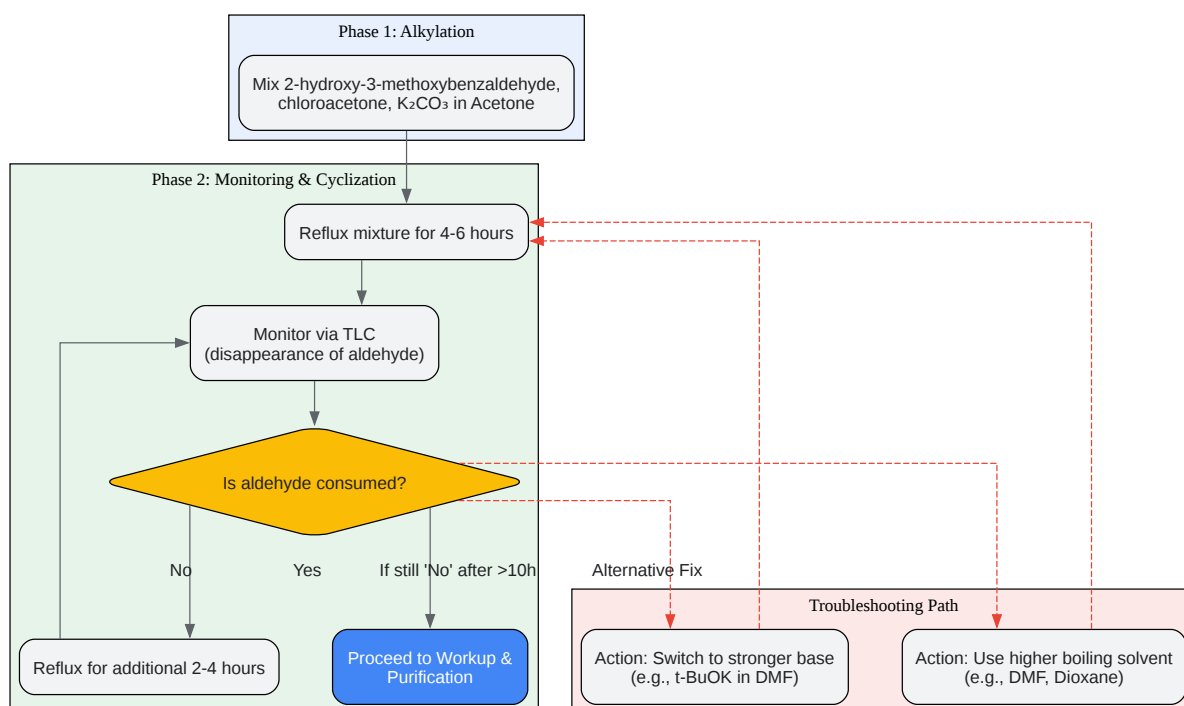 Phase 1: Alkylation
Mix 2-hydroxy-3-methoxybenzaldehyde,
chloroacetone, K₂CO₃ in Acetone
Phase 2: Monitoring & Cyclization
Reflux mixture for 4-6 hours
Monitor via TLC
(disappearance of aldehyde)
Is aldehyde consumed?
No
Yes
If still 'No' after >10h
Alternative Fix
Reflux for additional 2-4 hours
Proceed to Workup &
Purification
Troubleshooting Path
Action: Switch to stronger base
(e.g., t-BuOK in DMF)
Action: Use higher boiling solvent
(e.g., DMF, Dioxane)